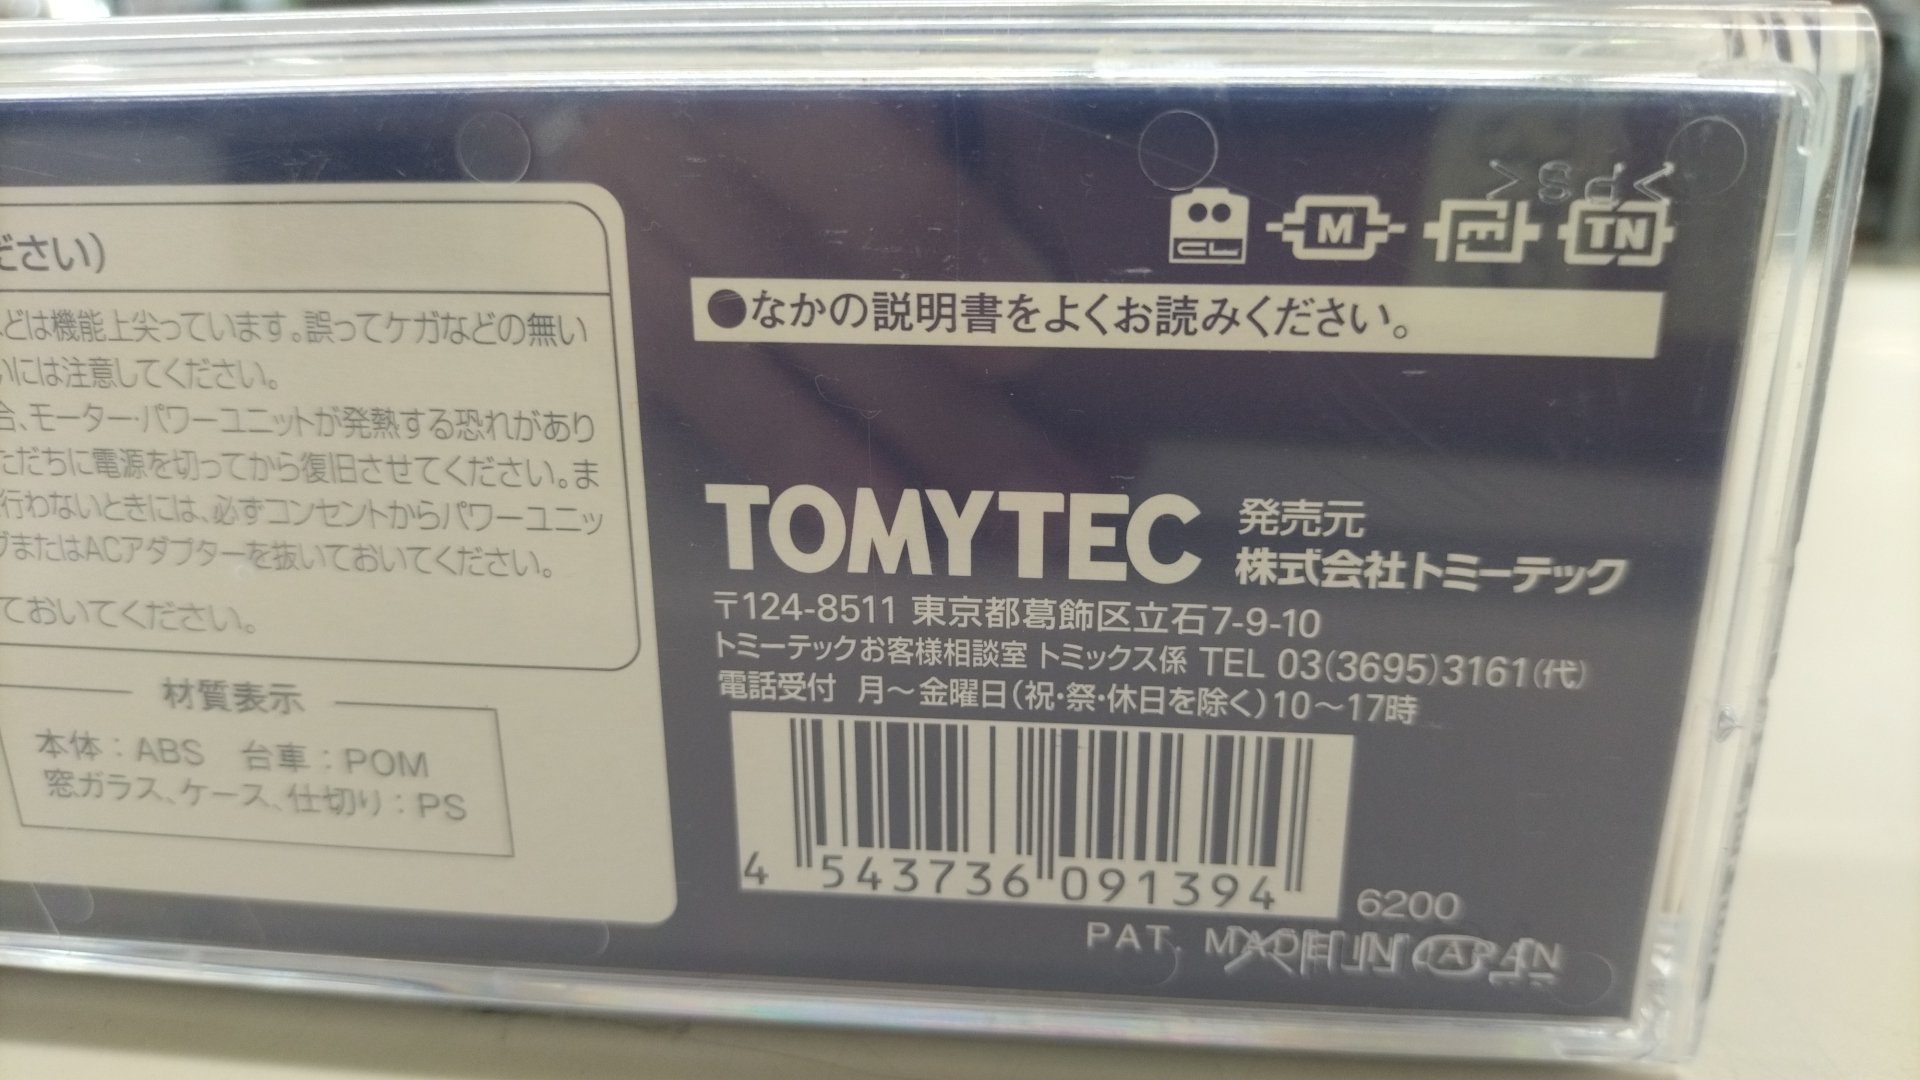 ださい）
どは機能上尖っています。誤ってケガなどの無い
には注意してください。
合、モーター・パワーユニットが発熱する恐れがあり
ただちに電源を切ってから復旧させてください。ま
行わないときには、必ずコンセントからパワーユニッ
グまたはACアダプターを抜いておいてください。
ておいてください。
材質表示
本体：ABS 台車：POM
窓ガラス、ケース、仕切り：PS
>PS<
CL M TN
●なかの説明書をよくお読みください。
TOMYTEC 発売元
株式会社トミーテック
〒124-8511 東京都葛飾区立石7-9-10
トミーテックお客様相談室 トミックス係 TEL 03(3695)3161(代)
電話受付 月～金曜日(祝・祭・休日を除く)10～17時
4 543736 091394
6200
PAT. MADE IN JAPAN